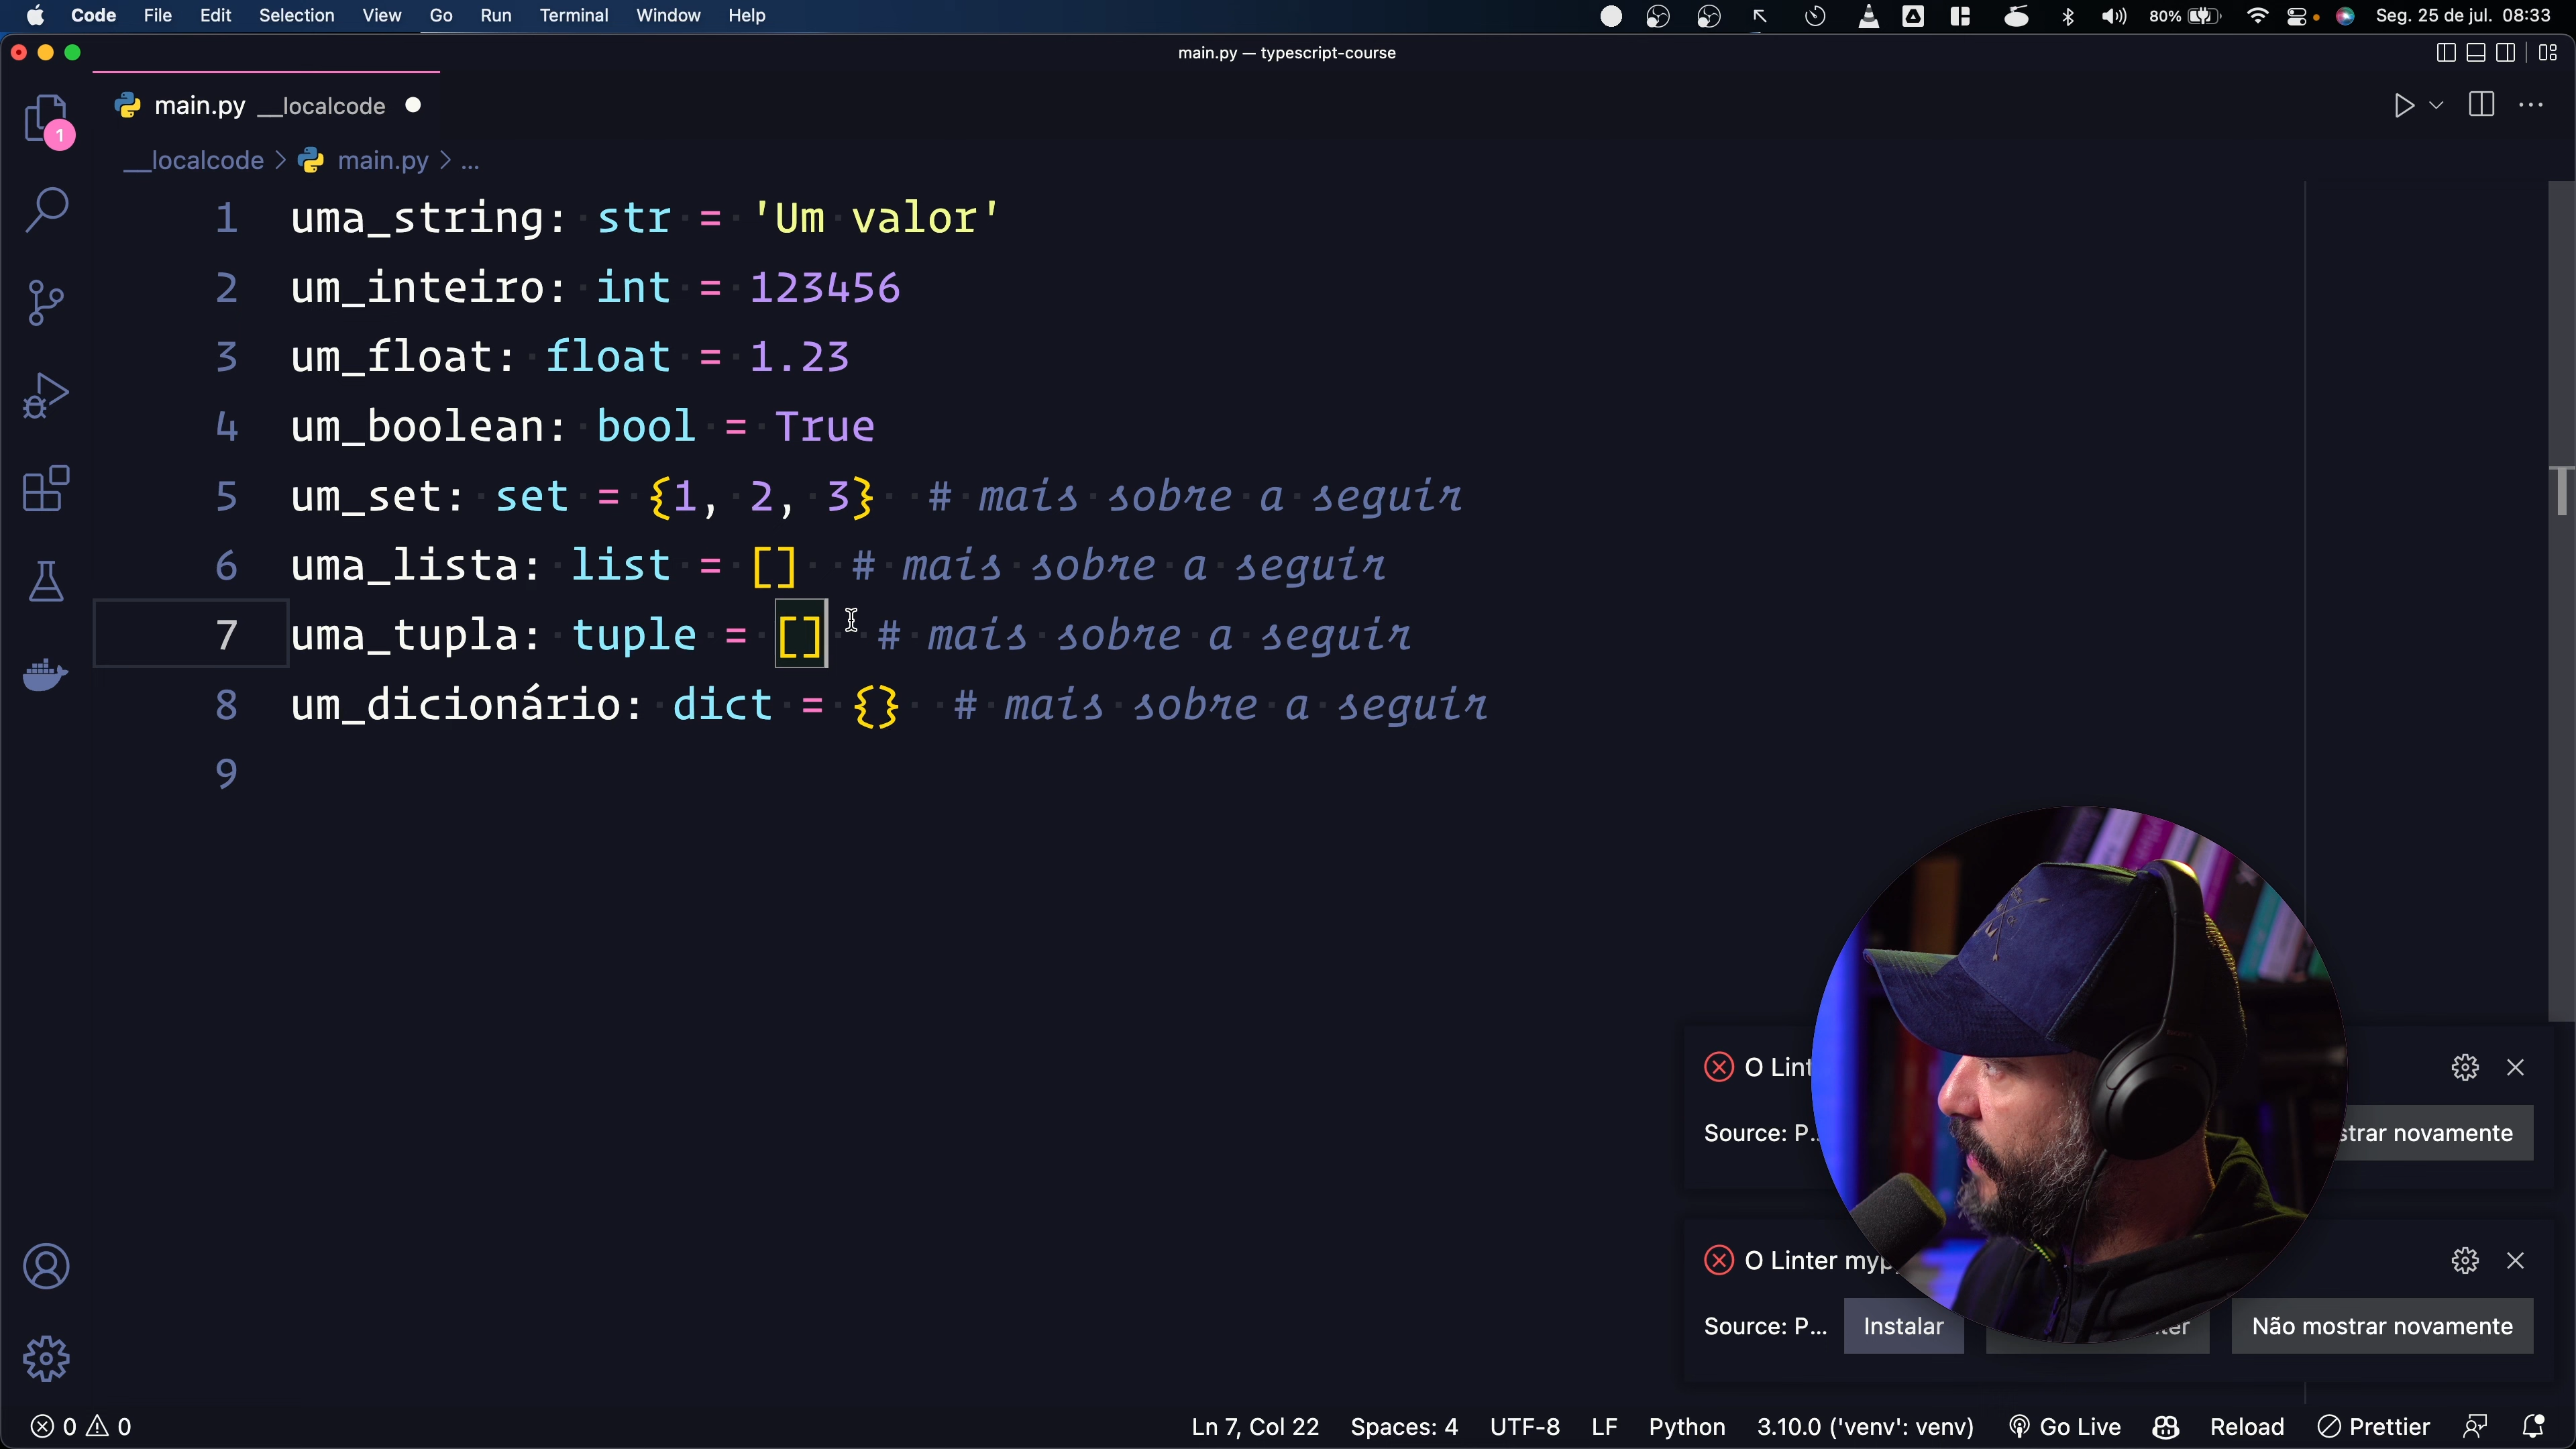 Code File Edit Selection View Go Run Terminal Window Help 80% Seg. 25 de jul. 08:33
main.py — typescript-course
main.py __localcode
1
__localcode > main.py > ...
1 uma_string: str = 'Um valor'
2 um_inteiro: int = 123456
3 um_float: float = 1.23
4 um_boolean: bool = True
5 um_set: set = {1, 2, 3} # mais sobre a seguir
6 uma_lista: list = [] # mais sobre a seguir
7 uma_tupla: tuple = [] # mais sobre a seguir
8 um_dicionário: dict = {} # mais sobre a seguir
9
O Lint
Source: P... strar novamente
O Linter myp
Source: P... Instalar ter Não mostrar novamente
0 0 Ln 7, Col 22 Spaces: 4 UTF-8 LF Python 3.10.0 ('venv': venv) Go Live Reload Prettier